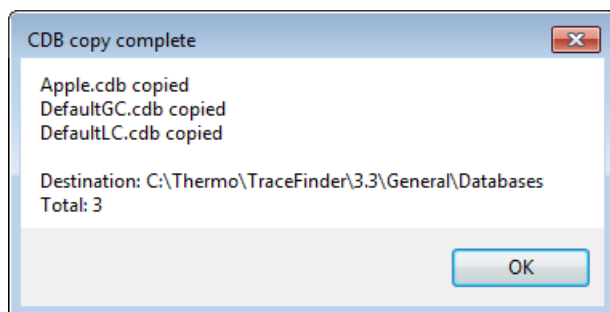 CDB copy complete
Apple.cdb copied
DefaultGC.cdb copied
DefaultLC.cdb copied
Destination: C:\Thermo\TraceFinder\3.3\General\Databases
Total: 3
OK